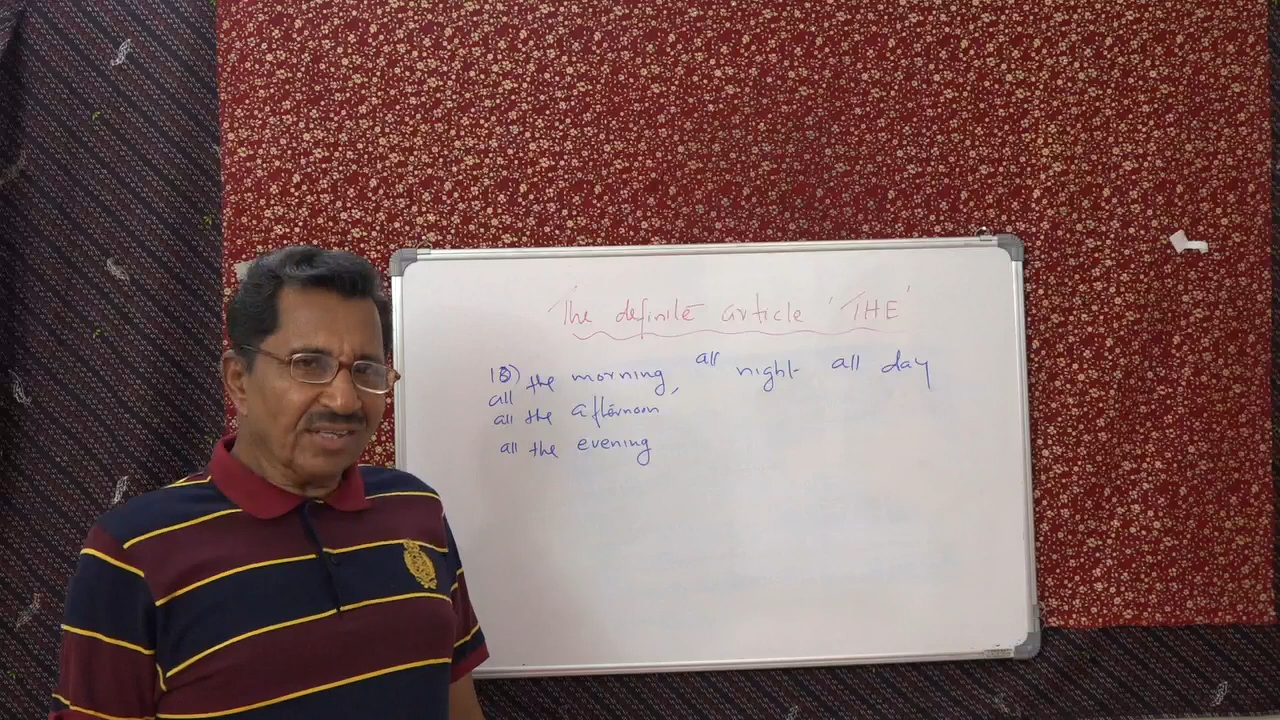 The definite article 'THE'
18) the morning, all night all day
all
all the afternoon
all the evening